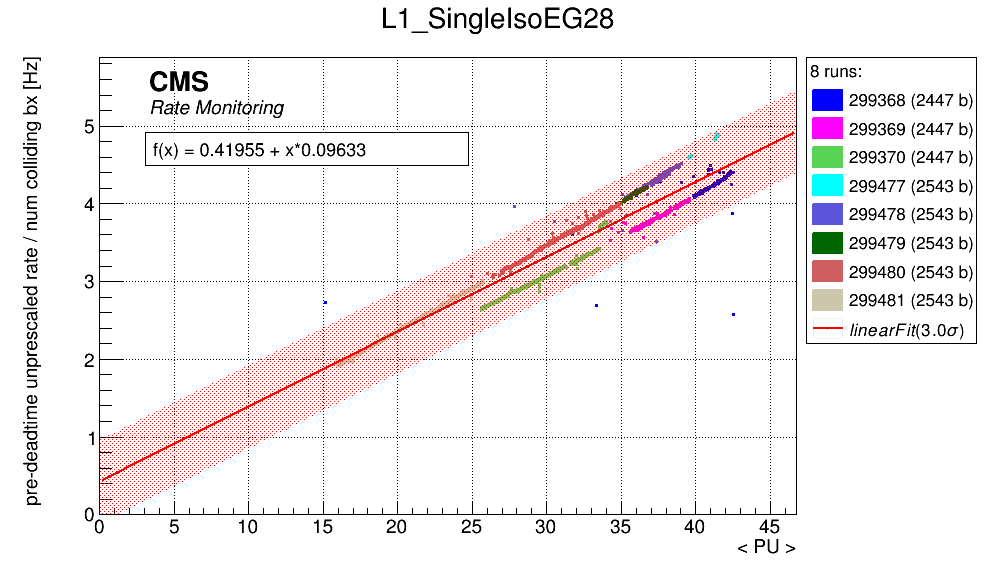 L1_SingleIsoEG28
pre-deadtime unprescaled rate / num colliding bx [Hz]
CMS
Rate Monitoring
f(x) = 0.41955 + x*0.09633
5
4
3
2
1
0
0 5 10 15 20 25 30 35 40 45
< PU >
8 runs:
299368 (2447 b)
299369 (2447 b)
299370 (2447 b)
299477 (2543 b)
299478 (2543 b)
299479 (2543 b)
299480 (2543 b)
299481 (2543 b)
linearFit(3.0σ)